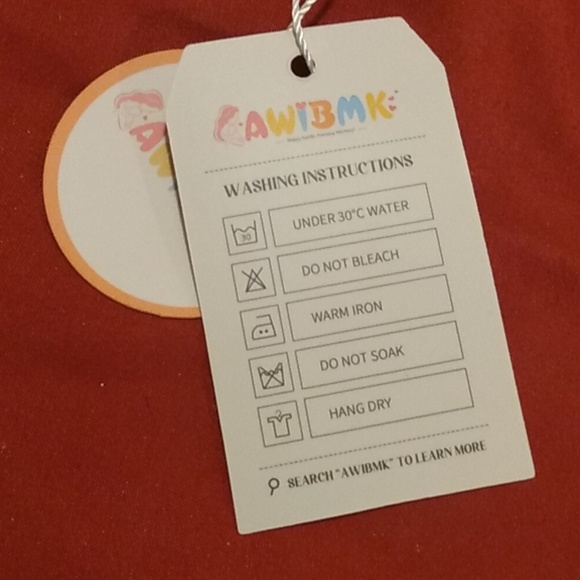 AWIBMK
WASHING INSTRUCTIONS
30
UNDER 30°C WATER
DO NOT BLEACH
WARM IRON
DO NOT SOAK
HANG DRY
SEARCH "AWIBMK" TO LEARN MORE